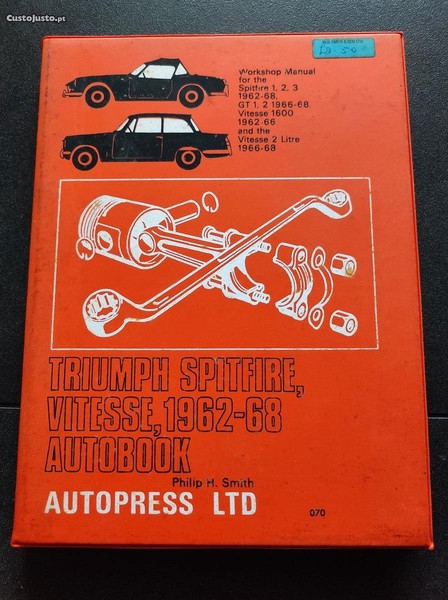 CustoJusto.pt
Workshop Manual
for the
Spitfire 1, 2, 3
1962-68,
GT 1, 2 1966-68
Vitesse 1600
1962-66
and the
Vitesse 2 Litre
1966-68
TRIUMPH SPITFIRE,
VITESSE, 1962-68
AUTOBOOK
Philip H. Smith
AUTOPRESS LTD
070